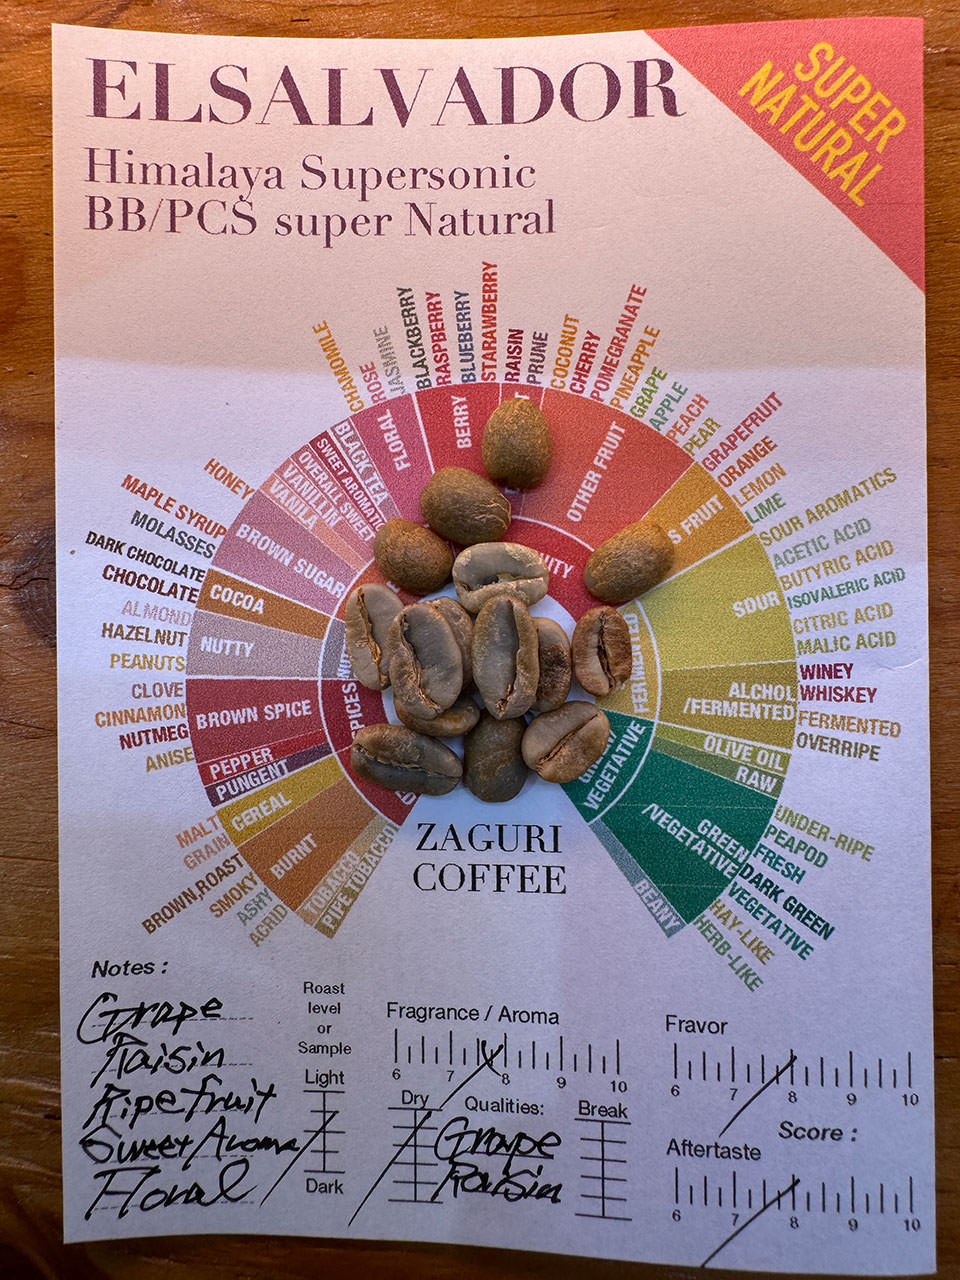 ELSALVADOR
SUPER
NATURAL
Himalaya Supersonic
BB/PCS super Natural
CHAMOMILE
ROSE
JASMINE
BLACKBERRY
RASPBERRY
BLUEBERRY
STARAWBERRY
RAISIN
PRUNE
COCONUT
CHERRY
POMEGRANATE
PINEAPPLE
GRAPE
APPLE
PEACH
PEAR
GRAPEFRUIT
ORANGE
LEMON
LIME
SOUR AROMATICS
ACETIC ACID
BUTYRIC ACID
ISOVALERIC ACID
CITRIC ACID
MALIC ACID
WINEY
WHISKEY
FERMENTED
OVERRIPE
UNDER-RIPE
PEAPOD
FRESH
DARK GREEN
VEGETATIVE
HAY-LIKE
HERB-LIKE
HONEY
MAPLE SYRUP
MOLASSES
DARK CHOCOLATE
CHOCOLATE
ALMOND
HAZELNUT
PEANUTS
CLOVE
CINNAMON
NUTMEG
ANISE
MALT
GRAIN
BROWN,ROAST
SMOKY
ASHY
ACRID
BLACK TEA
FLORAL
BERRY
OTHER FRUIT
S FRUIT
SOUR
ALCHOL
/FERMENTED
OLIVE OIL
RAW
GREEN
/VEGETATIVE
BEANY
SWEET AROMATIC
OVERALL SWEET
VANILLIN
VANILA
BROWN SUGAR
COCOA
NUTTY
BROWN SPICE
PEPPER
PUNGENT
CEREAL
BURNT
TOBACCO
PIPE TOBACCO
UITY
FERMENTED
VEGETATIVE
PICES
ZAGURI
COFFEE
Notes :
Grape
Raisin
Ripe fruit
Sweet Aroma
Floral
Roast
level
or
Sample
Light
Dark
Fragrance / Aroma
6 7 8 9 10
Dry
Qualities:
Break
Grape
Raisin
Fravor
6 7 8 9 10
Score :
Aftertaste
6 7 8 9 10